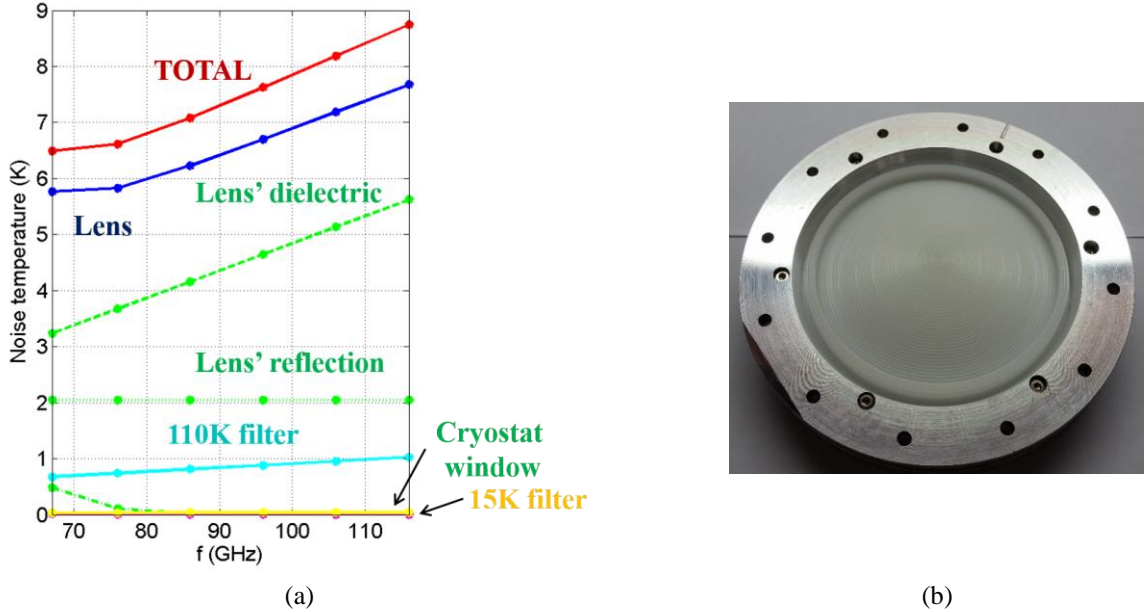 9
8
7
6
5
4
3
2
1
0
Noise temperature (K)
TOTAL
Lens' dielectric
Lens
Lens' reflection
110K filter
Cryostat
window
15K filter
70 80 90 100 110
f (GHz)
(a) (b)